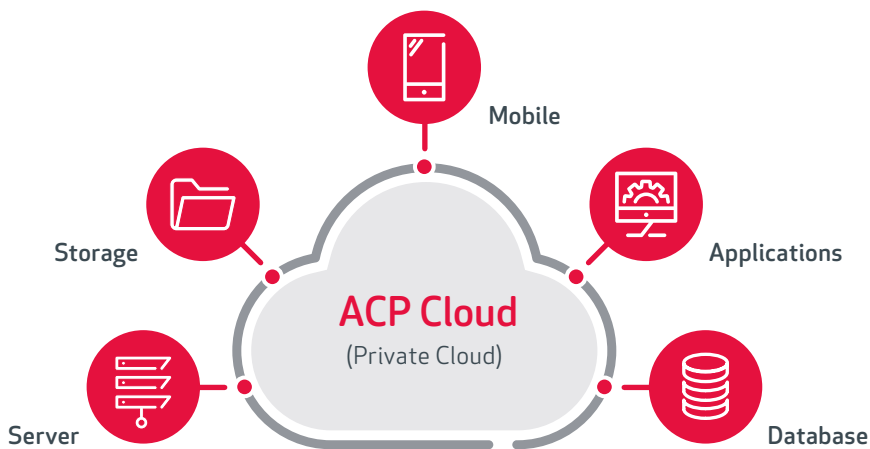 Mobile
Storage
Applications
ACP Cloud
(Private Cloud)
Server
Database